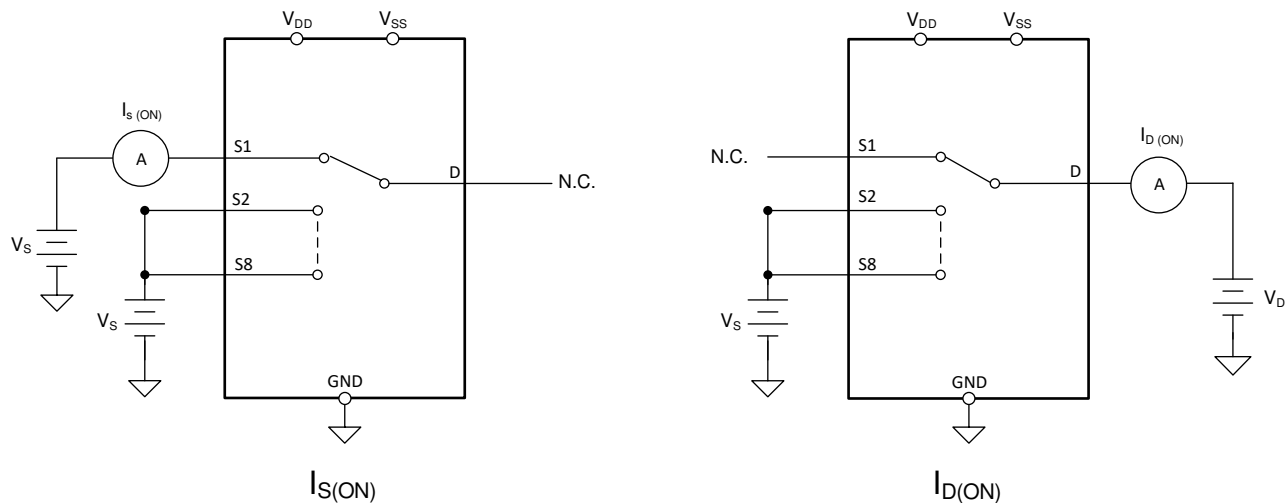 VDD
VSS
Is (ON)
A
S1
D
N.C.
S2
VS
S8
VS
GND
IS(ON)
VDD
VSS
ID (ON)
N.C.
S1
D
A
S2
S8
VS
VD
GND
ID(ON)